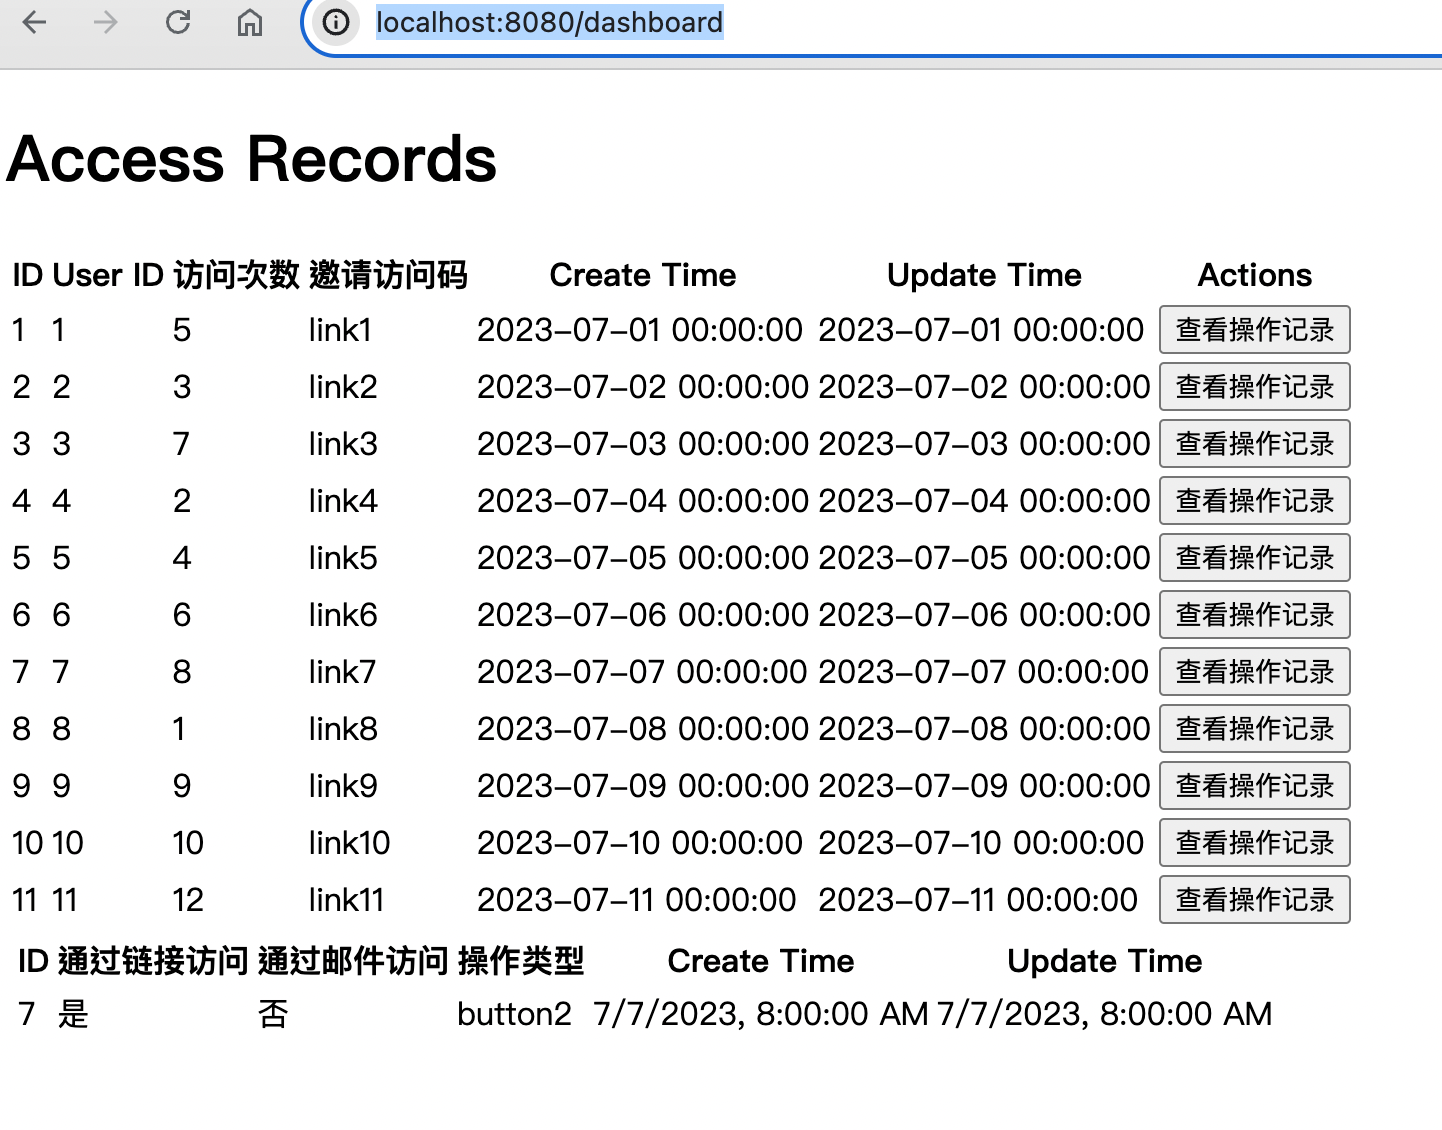 localhost:8080/dashboard
Access Records
ID User ID 访问次数 邀请访问码 Create Time Update Time Actions
1 1 5 link1 2023-07-01 00:00:00 2023-07-01 00:00:00 查看操作记录
2 2 3 link2 2023-07-02 00:00:00 2023-07-02 00:00:00 查看操作记录
3 3 7 link3 2023-07-03 00:00:00 2023-07-03 00:00:00 查看操作记录
4 4 2 link4 2023-07-04 00:00:00 2023-07-04 00:00:00 查看操作记录
5 5 4 link5 2023-07-05 00:00:00 2023-07-05 00:00:00 查看操作记录
6 6 6 link6 2023-07-06 00:00:00 2023-07-06 00:00:00 查看操作记录
7 7 8 link7 2023-07-07 00:00:00 2023-07-07 00:00:00 查看操作记录
8 8 1 link8 2023-07-08 00:00:00 2023-07-08 00:00:00 查看操作记录
9 9 9 link9 2023-07-09 00:00:00 2023-07-09 00:00:00 查看操作记录
10 10 10 link10 2023-07-10 00:00:00 2023-07-10 00:00:00 查看操作记录
11 11 12 link11 2023-07-11 00:00:00 2023-07-11 00:00:00 查看操作记录
ID 通过链接访问 通过邮件访问 操作类型 Create Time Update Time
7 是 否 button2 7/7/2023, 8:00:00 AM 7/7/2023, 8:00:00 AM